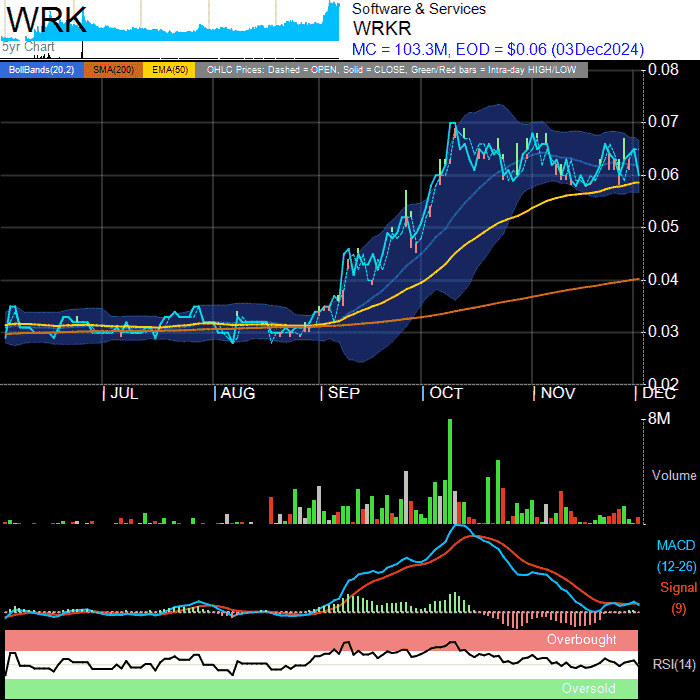 WRK
5yr Chart
Software & Services
WRKR
MC = 103.3M, EOD = $0.06 (03Dec2024)
BollBands(20,2) SMA(200) EMA(50) OHLC Prices: Dashed = OPEN, Solid = CLOSE, Green/Red bars = Intra-day HIGH/LOW
0.08
0.07
0.06
0.05
0.04
0.03
0.02
| JUL | AUG | SEP | OCT | NOV | DEC
8M
Volume
MACD
(12-26)
Signal
(9)
Overbought
RSI(14)
Oversold